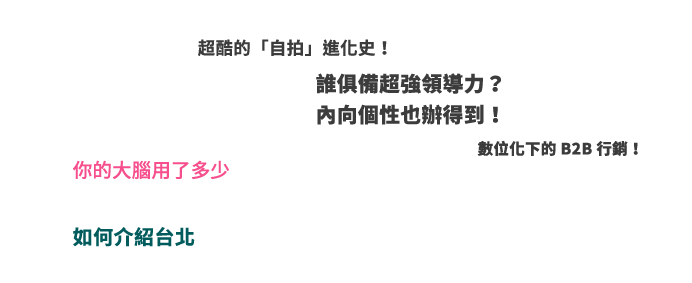 超酷的「自拍」進化史！
誰俱備超強領導力？
內向個性也辦得到！
數位化下的 B2B 行銷！
你的大腦用了多少
如何介紹台北